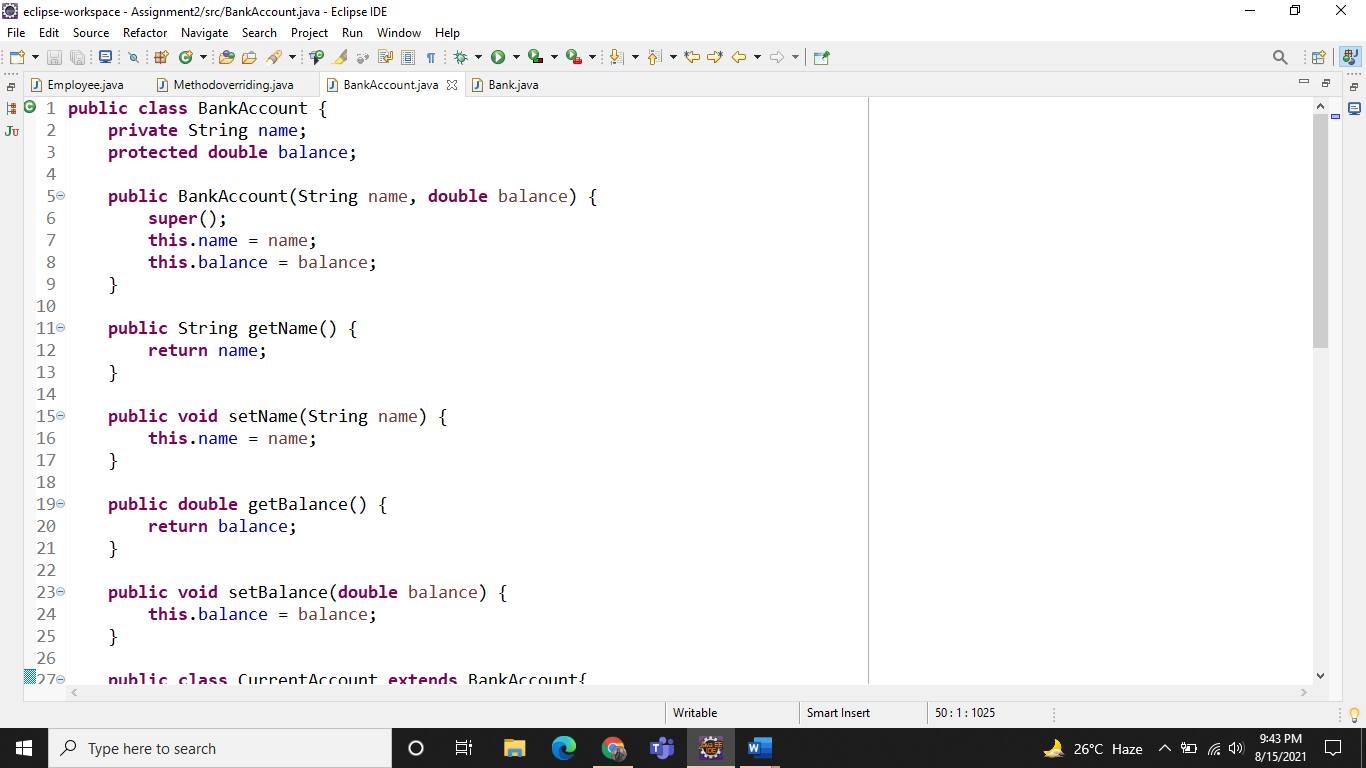 eclipse-workspace - Assignment2/src/BankAccount.java - Eclipse IDE
File Edit Source Refactor Navigate Search Project Run Window Help
Employee.java Methodoverriding.java BankAccount.java Bank.java
1 public class BankAccount {
2     private String name;
3     protected double balance;
4
5     public BankAccount(String name, double balance) {
6         super();
7         this.name = name;
8         this.balance = balance;
9     }
10
11     public String getName() {
12         return name;
13     }
14
15     public void setName(String name) {
16         this.name = name;
17     }
18
19     public double getBalance() {
20         return balance;
21     }
22
23     public void setBalance(double balance) {
24         this.balance = balance;
25     }
26
27     public class CurrentAccount extends BankAccount{
Writable Smart Insert 50 : 1 : 1025
Type here to search
26°C Haze
9:43 PM
8/15/2021